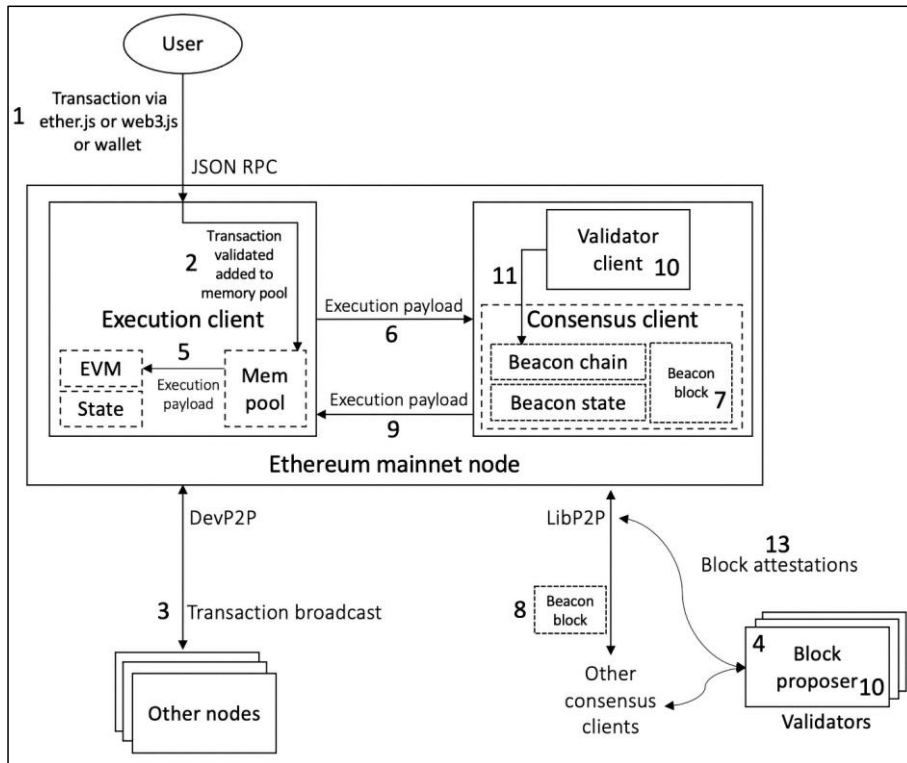 User
1
Transaction via
ether.js or web3.js
or wallet
JSON RPC
2
Transaction
validated
added to
memory pool
Execution client
5
EVM
Execution
payload
State
Mem
pool
Execution payload
6
Execution payload
9
Validator
client 10
11
Consensus client
Beacon chain
Beacon state
Beacon
block 7
Ethereum mainnet node
DevP2P
3 Transaction broadcast
Other nodes
LibP2P
8
Beacon
block
Other
consensus
clients
13
Block attestations
4
Block
proposer 10
Validators